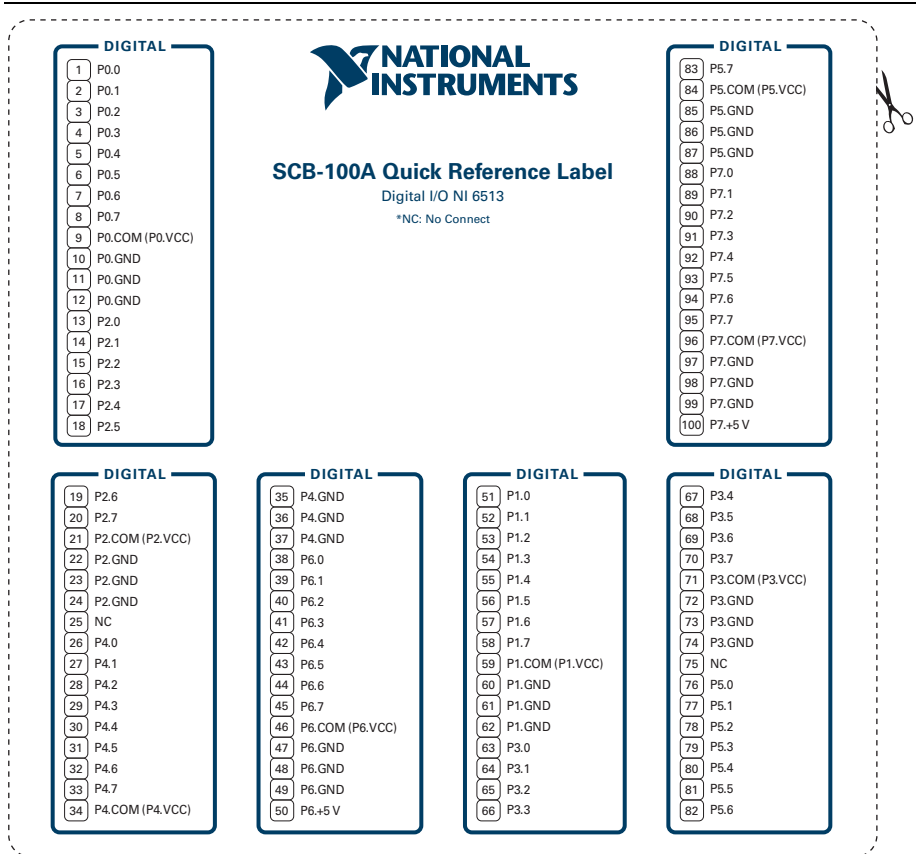 NATIONAL
INSTRUMENTS
SCB-100A Quick Reference Label
Digital I/O NI 6513
*NC: No Connect
DIGITAL
1 P0.0
2 P0.1
3 P0.2
4 P0.3
5 P0.4
6 P0.5
7 P0.6
8 P0.7
9 P0.COM (P0.VCC)
10 P0.GND
11 P0.GND
12 P0.GND
13 P2.0
14 P2.1
15 P2.2
16 P2.3
17 P2.4
18 P2.5
DIGITAL
83 P5.7
84 P5.COM (P5.VCC)
85 P5.GND
86 P5.GND
87 P5.GND
88 P7.0
89 P7.1
90 P7.2
91 P7.3
92 P7.4
93 P7.5
94 P7.6
95 P7.7
96 P7.COM (P7.VCC)
97 P7.GND
98 P7.GND
99 P7.GND
100 P7.+5 V
DIGITAL
19 P2.6
20 P2.7
21 P2.COM (P2.VCC)
22 P2.GND
23 P2.GND
24 P2.GND
25 NC
26 P4.0
27 P4.1
28 P4.2
29 P4.3
30 P4.4
31 P4.5
32 P4.6
33 P4.7
34 P4.COM (P4.VCC)
DIGITAL
35 P4.GND
36 P4.GND
37 P4.GND
38 P6.0
39 P6.1
40 P6.2
41 P6.3
42 P6.4
43 P6.5
44 P6.6
45 P6.7
46 P6.COM (P6.VCC)
47 P6.GND
48 P6.GND
49 P6.GND
50 P6.+5 V
DIGITAL
51 P1.0
52 P1.1
53 P1.2
54 P1.3
55 P1.4
56 P1.5
57 P1.6
58 P1.7
59 P1.COM (P1.VCC)
60 P1.GND
61 P1.GND
62 P1.GND
63 P3.0
64 P3.1
65 P3.2
66 P3.3
DIGITAL
67 P3.4
68 P3.5
69 P3.6
70 P3.7
71 P3.COM (P3.VCC)
72 P3.GND
73 P3.GND
74 P3.GND
75 NC
76 P5.0
77 P5.1
78 P5.2
79 P5.3
80 P5.4
81 P5.5
82 P5.6